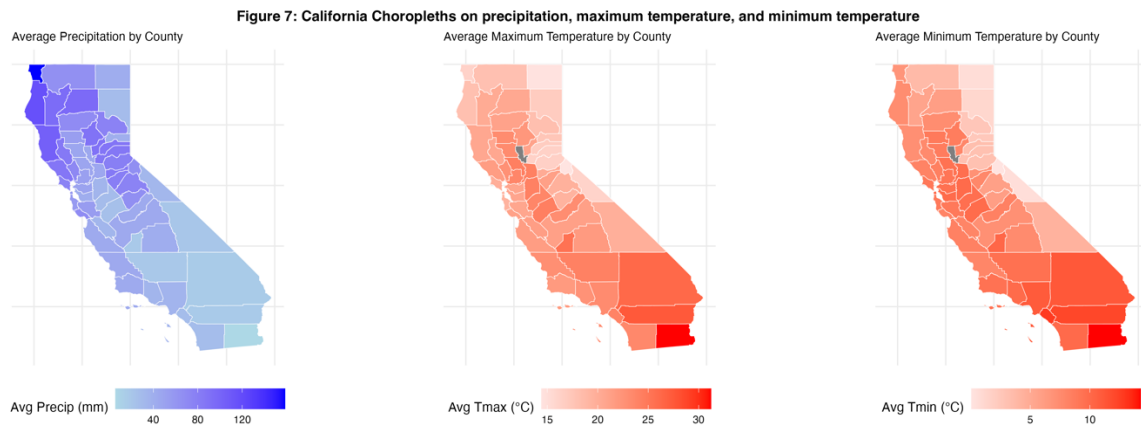 Figure 7: California Choropleths on precipitation, maximum temperature, and minimum temperature
Average Precipitation by County
Average Maximum Temperature by County
Average Minimum Temperature by County
Avg Precip (mm)
40 80 120
Avg Tmax (°C)
15 20 25 30
Avg Tmin (°C)
5 10